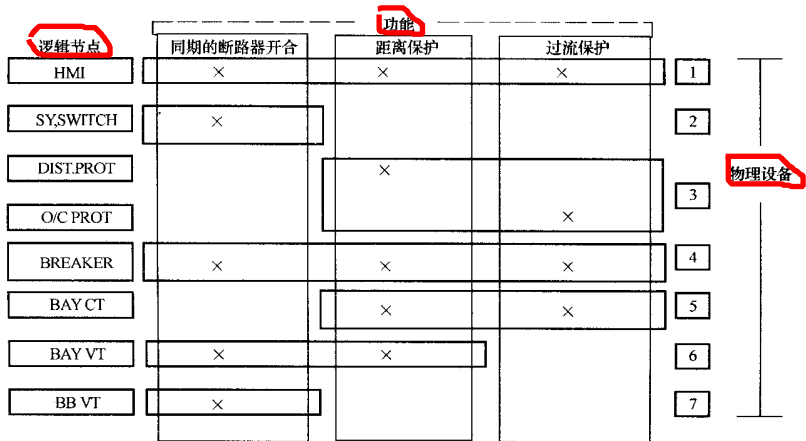 功能
逻辑节点 同期的断路器开合 距离保护 过流保护
HMI × × × 1
SY,SWITCH × 2
DIST.PROT ×
物理设备
3
O/C PROT ×
BREAKER × × × 4
BAY CT × × 5
BAY VT × × 6
BB VT × 7